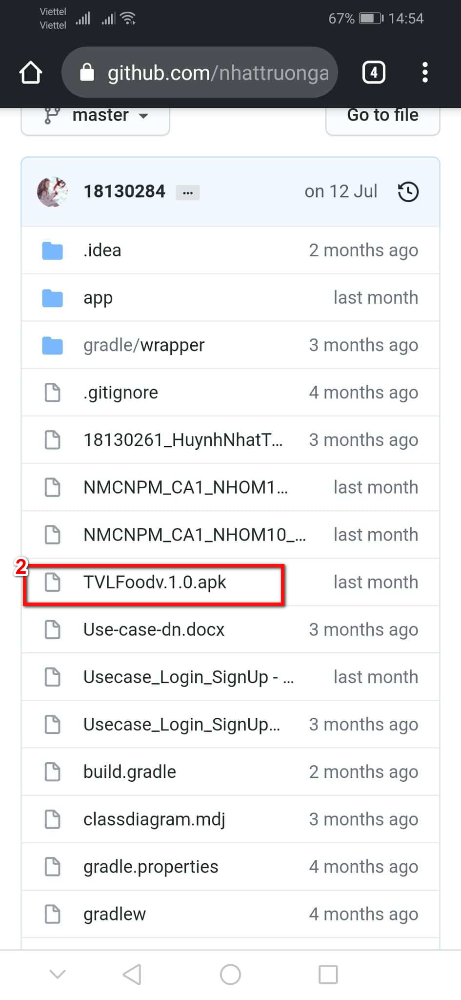 Viettel
Viettel
67% 14:54
github.com/nhattruonga
4
master
Go to file
18130284 ... on 12 Jul
.idea 2 months ago
app last month
gradle/wrapper 3 months ago
.gitignore 4 months ago
18130261_HuynhNhatT... 3 months ago
NMCNPM_CA1_NHOM1... last month
NMCNPM_CA1_NHOM10_... last month
2
TVLFoodv.1.0.apk last month
Use-case-dn.docx 3 months ago
Usecase_Login_SignUp - ... last month
Usecase_Login_SignUp... 3 months ago
build.gradle 2 months ago
classdiagram.mdj 3 months ago
gradle.properties 4 months ago
gradlew 4 months ago